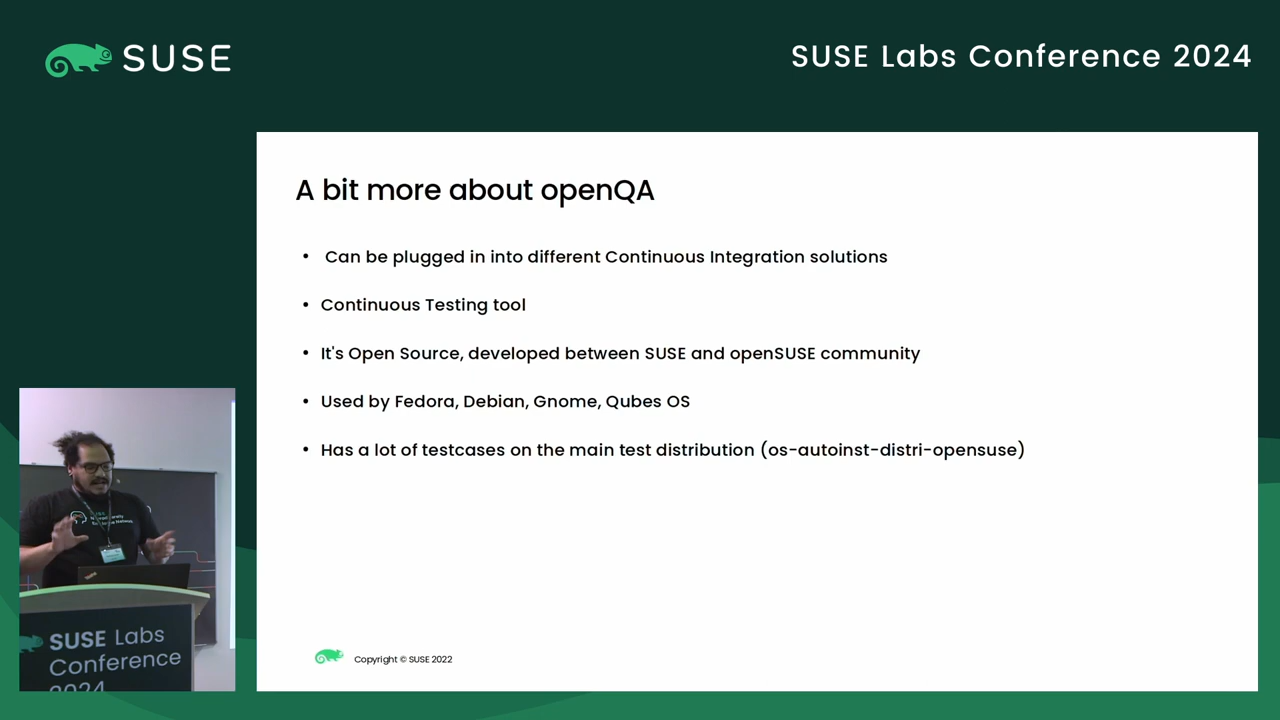 SUSE
SUSE Labs Conference 2024
A bit more about openQA
• Can be plugged in into different Continuous Integration solutions
• Continuous Testing tool
• It's Open Source, developed between SUSE and openSUSE community
• Used by Fedora, Debian, Gnome, Qubes OS
• Has a lot of testcases on the main test distribution (os-autoinst-distri-opensuse)
Copyright © SUSE 2022
SUSE Labs
Conference
2024